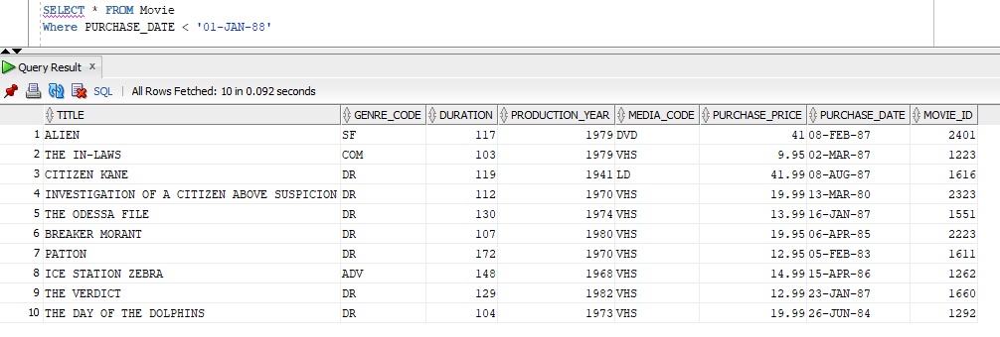 SELECT * FROM Movie
Where PURCHASE_DATE < '01-JAN-88'
Query Result x
SQL | All Rows Fetched: 10 in 0.092 seconds
TITLE GENRE_CODE DURATION PRODUCTION_YEAR MEDIA_CODE PURCHASE_PRICE PURCHASE_DATE MOVIE_ID
1 ALIEN SF 117 1979 DVD 41 08-FEB-87 2401
2 THE IN-LAWS COM 103 1979 VHS 9.95 02-MAR-87 1223
3 CITIZEN KANE DR 119 1941 LD 41.99 08-AUG-87 1616
4 INVESTIGATION OF A CITIZEN ABOVE SUSPICION DR 112 1970 VHS 19.99 13-MAR-80 2323
5 THE ODESSA FILE DR 130 1974 VHS 13.99 16-JAN-87 1551
6 BREAKER MORANT DR 107 1980 VHS 19.95 06-APR-85 2223
7 PATTON DR 172 1970 VHS 12.95 05-FEB-83 1611
8 ICE STATION ZEBRA ADV 148 1968 VHS 14.99 15-APR-86 1262
9 THE VERDICT DR 129 1982 VHS 12.99 23-JAN-87 1660
10 THE DAY OF THE DOLPHINS DR 104 1973 VHS 19.99 26-JUN-84 1292